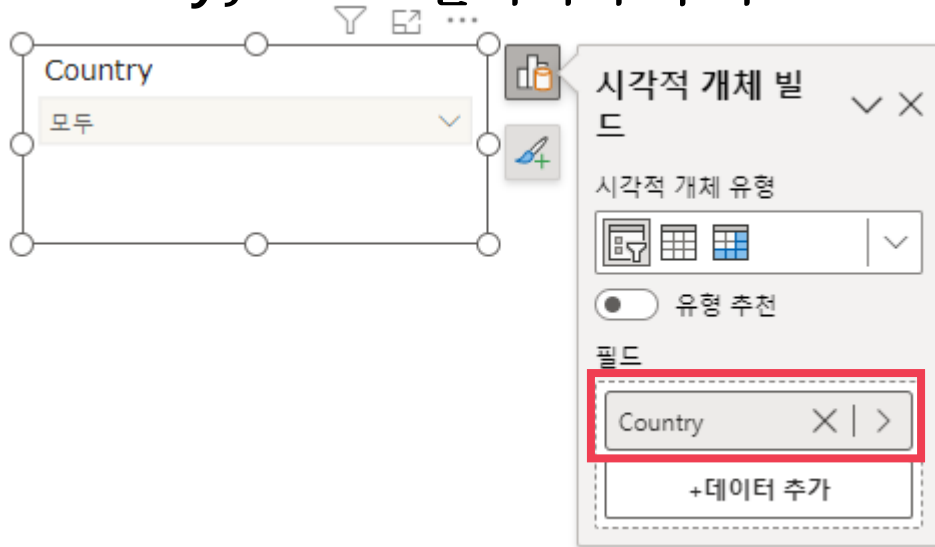 Country
모두
시각적 개체 빌
드
시각적 개체 유형
유형 추천
필드
Country
+데이터 추가